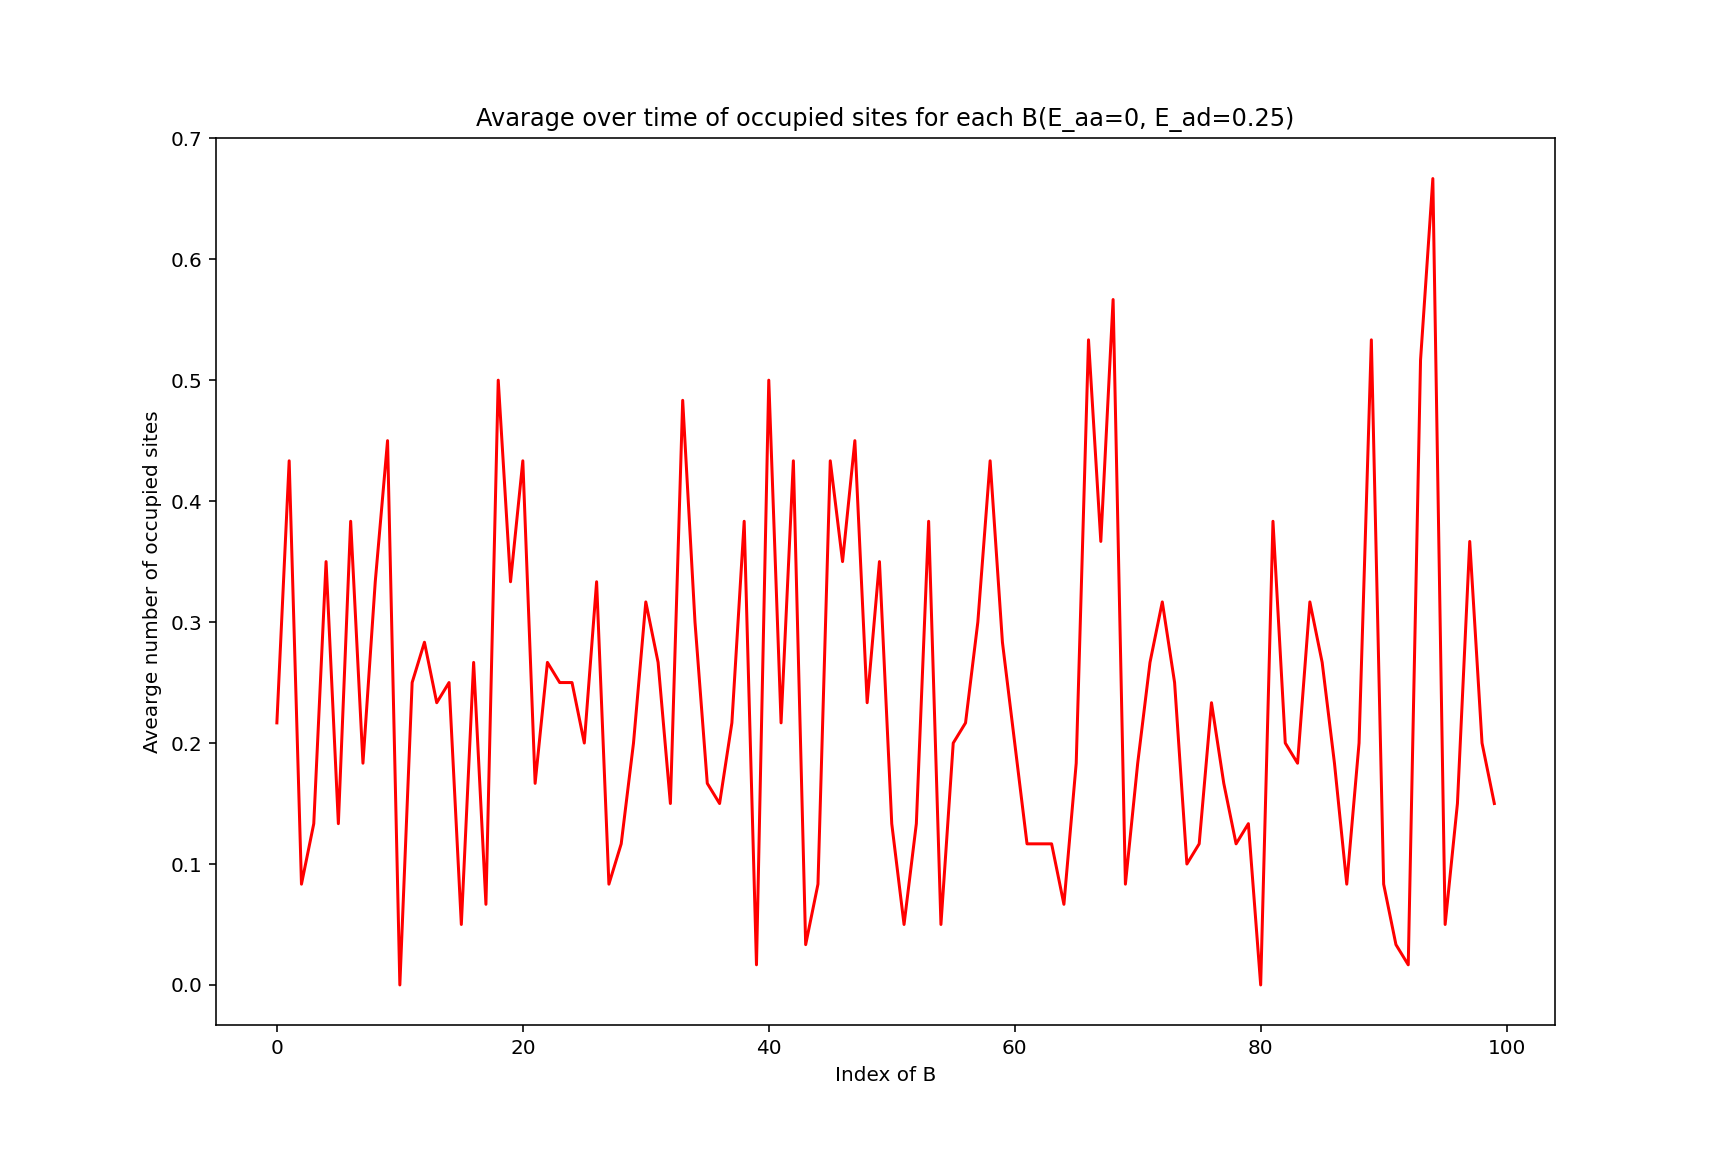 Avarage over time of occupied sites for each B(E_aa=0, E_ad=0.25)
0.7
0.6
0.5
0.4
0.3
0.2
0.1
0.0
Avearge number of occupied sites
0 20 40 60 80 100
Index of B